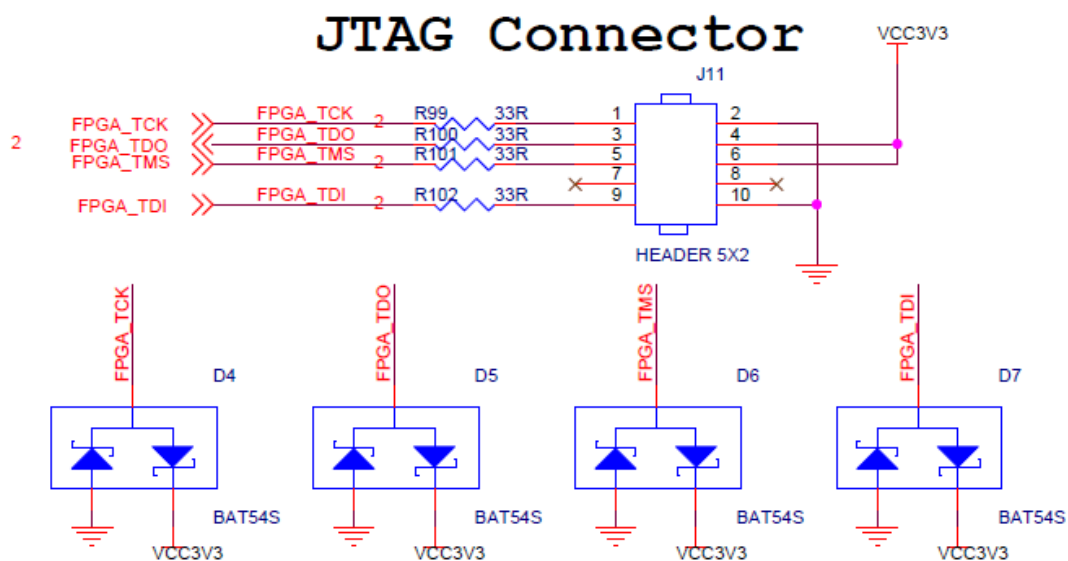 JTAG Connector
VCC3V3
J11
FPGA_TCK FPGA_TCK 2 R99 33R 1 2
2 FPGA_TDO FPGA_TDO R100 33R 3 4
FPGA_TMS FPGA_TMS 2 R101 33R 5 6
7 8
FPGA_TDI FPGA_TDI 2 R102 33R 9 10
HEADER 5X2
FPGA_TCK FPGA_TDO FPGA_TMS FPGA_TDI
D4 D5 D6 D7
BAT54S BAT54S BAT54S BAT54S
VCC3V3 VCC3V3 VCC3V3 VCC3V3